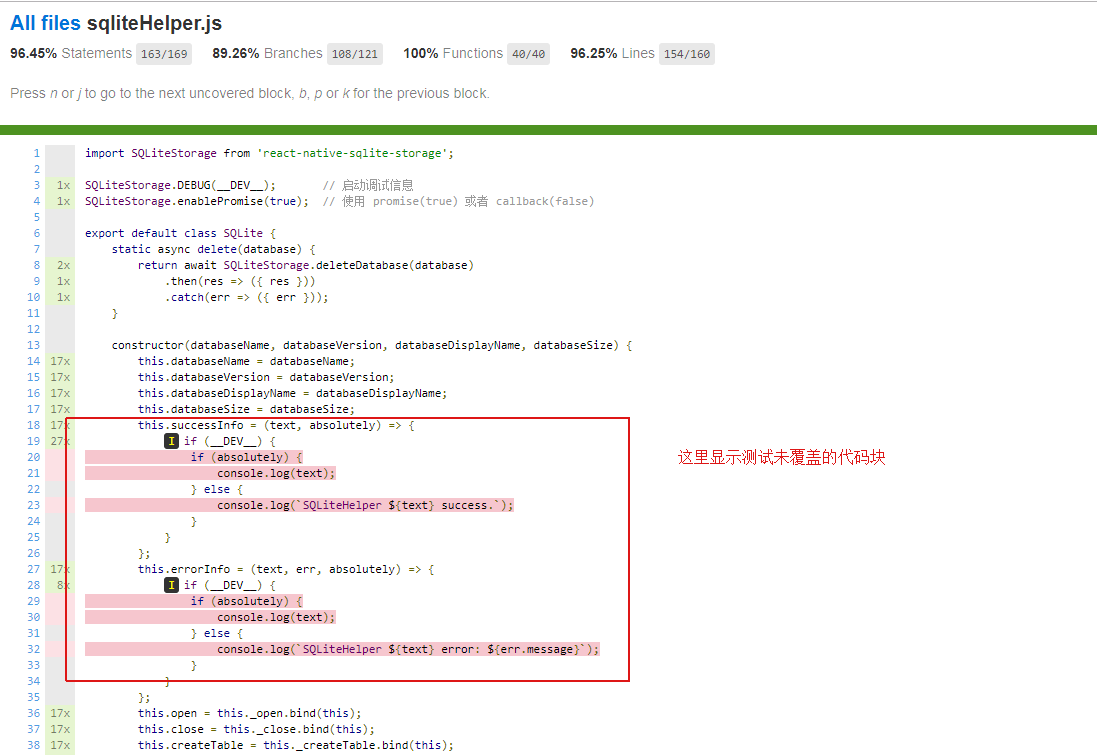 All files sqliteHelper.js
96.45% Statements 163/169 89.26% Branches 108/121 100% Functions 40/40 96.25% Lines 154/160
Press n or j to go to the next uncovered block, b, p or k for the previous block.
1 import SQLiteStorage from 'react-native-sqlite-storage';
2
3 1x SQLiteStorage.DEBUG(__DEV__); // 启动调试信息
4 1x SQLiteStorage.enablePromise(true); // 使用 promise(true) 或者 callback(false)
5
6 export default class SQLite {
7 static async delete(database) {
8 2x return await SQLiteStorage.deleteDatabase(database)
9 1x .then(res => ({ res }))
10 1x .catch(err => ({ err }));
11 }
12
13 constructor(databaseName, databaseVersion, databaseDisplayName, databaseSize) {
14 17x this.databaseName = databaseName;
15 17x this.databaseVersion = databaseVersion;
16 17x this.databaseDisplayName = databaseDisplayName;
17 17x this.databaseSize = databaseSize;
18 17x this.successInfo = (text, absolutely) => {
19 27x I if (__DEV__) {
20 if (absolutely) {
这里显示测试未覆盖的代码块
21 console.log(text);
22 } else {
23 console.log(`SQLiteHelper ${text} success.`);
24 }
25 }
26 };
27 17x this.errorInfo = (text, err, absolutely) => {
28 8x I if (__DEV__) {
29 if (absolutely) {
30 console.log(text);
31 } else {
32 console.log(`SQLiteHelper ${text} error: ${err.message}`);
33 }
34 }
35 };
36 17x this.open = this._open.bind(this);
37 17x this.close = this._close.bind(this);
38 17x this.createTable = this._createTable.bind(this);